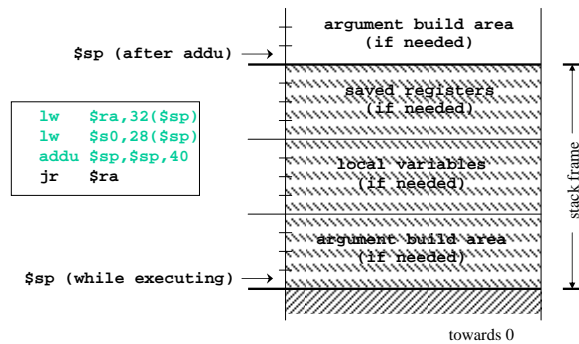 argument build area
(if needed)
$sp (after addu)
saved registers
(if needed)
lw $ra,32($sp)
lw $s0,28($sp)
addu $sp,$sp,40
jr $ra
local variables
(if needed)
stack frame
argument build area
(if needed)
$sp (while executing)
towards 0